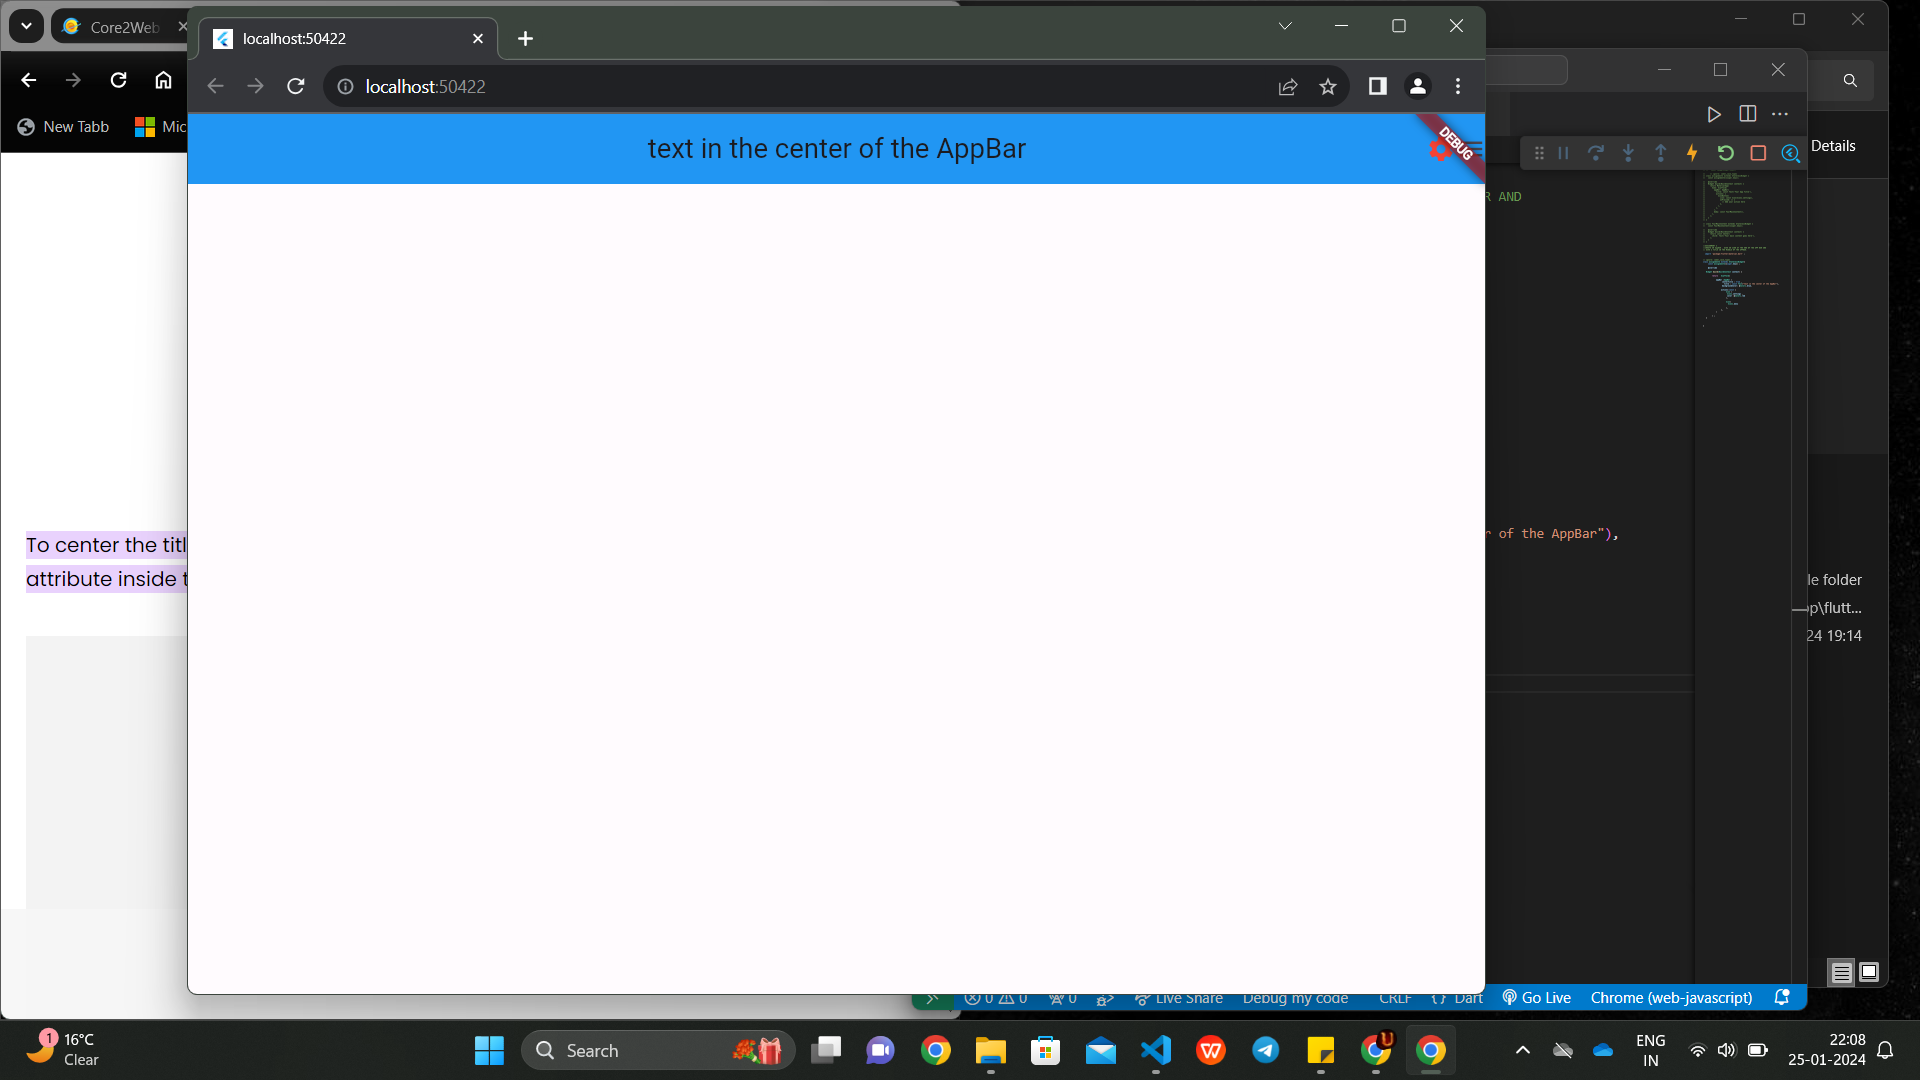 Core2Web
localhost:50422
localhost:50422
New Tabb
Mic
text in the center of the AppBar
DEBUG
Details
R AND
To center the titl
attribute inside t
r of the AppBar"),
le folder
op\flutt...
24 19:14
0 0
0
Live Share
Debug my code
CRLF
{ } Dart
Go Live
Chrome (web-javascript)
1
16°C
Clear
Search
ENG
IN
22:08
25-01-2024